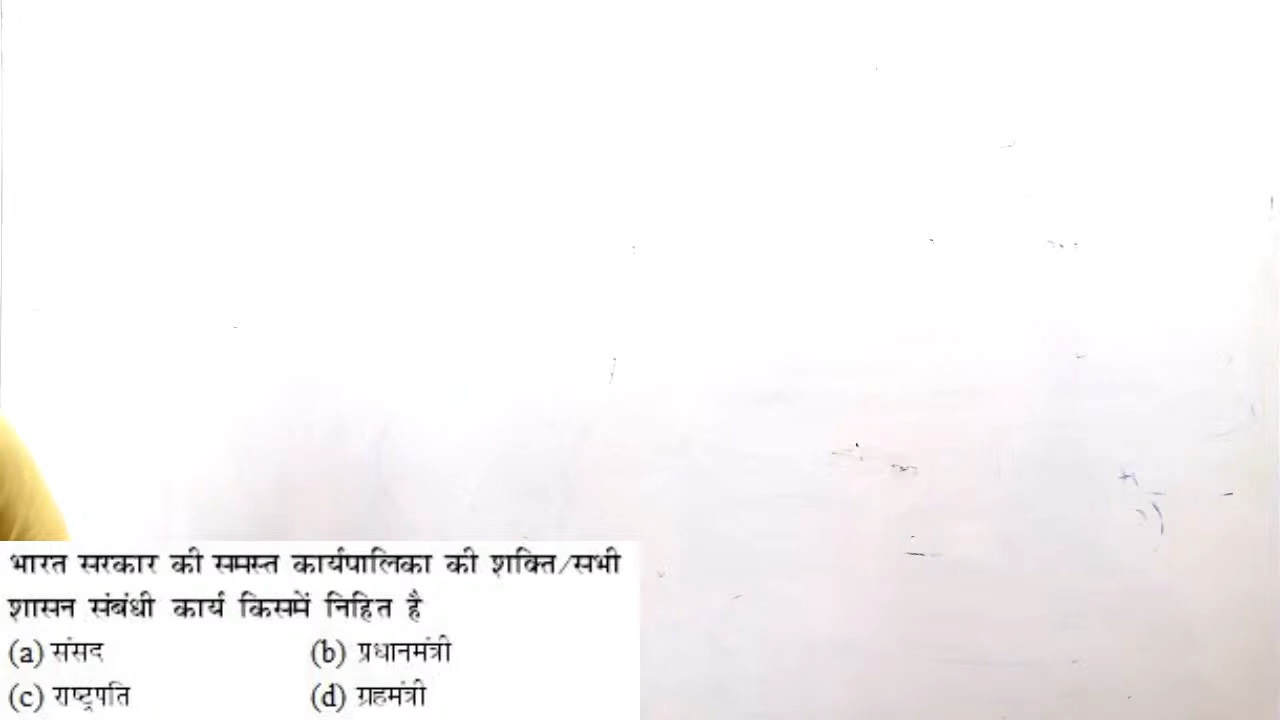 भारत सरकार की समस्त कार्यपालिका की शक्ति/सभी
शासन संबंधी कार्य किसमें निहित है
(a) संसद (b) प्रधानमंत्री
(c) राष्ट्रपति (d) ग्रहमंत्री